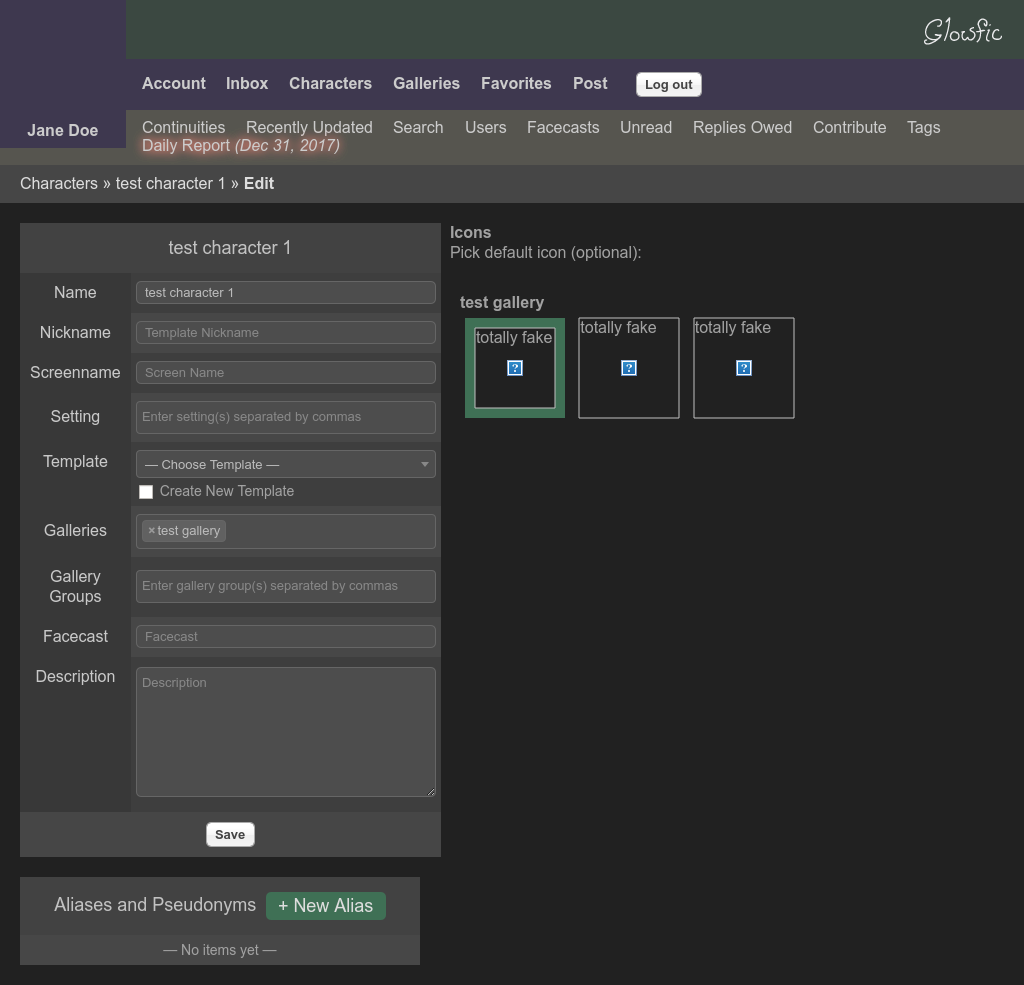 Glowfic
Account Inbox Characters Galleries Favorites Post Log out
Jane Doe
Continuities Recently Updated Search Users Facecasts Unread Replies Owed Contribute Tags
Daily Report (Dec 31, 2017)
Characters » test character 1 » Edit
test character 1
Name test character 1
Nickname Template Nickname
Screenname Screen Name
Setting Enter setting(s) separated by commas
Template — Choose Template —
Create New Template
Galleries ×test gallery
Gallery Groups Enter gallery group(s) separated by commas
Facecast Facecast
Description Description
Save
Icons
Pick default icon (optional):
test gallery
totally fake totally fake totally fake
? ? ?
Aliases and Pseudonyms + New Alias
— No items yet —